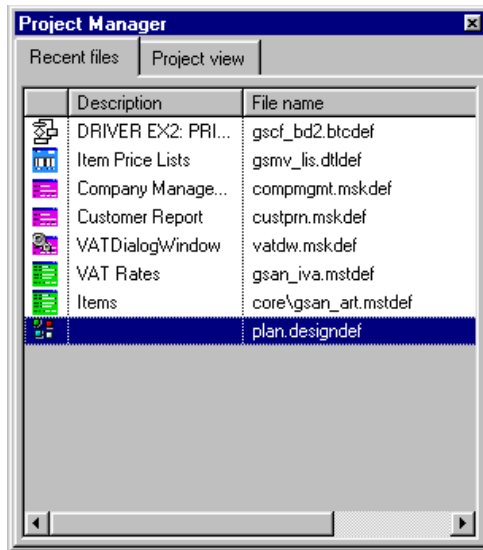 Project Manager
Recent files Project view
Description File name
DRIVER EX2: PRI... gscf_bd2.btcdef
Item Price Lists gsmv_lis.dtldef
Company Manage... compmgmt.mskdef
Customer Report custprn.mskdef
VATDialogWindow vatdw.mskdef
VAT Rates gsan_iva.mstdef
Items core\gsan_art.mstdef
plan.designdef